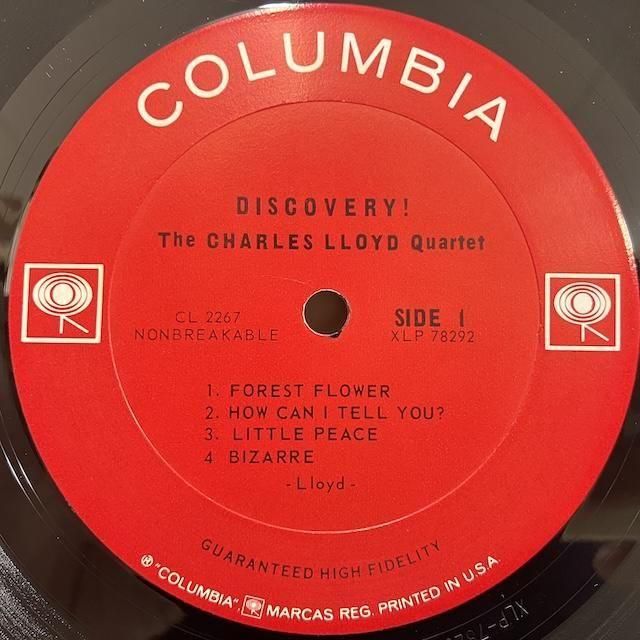 COLUMBIA
DISCOVERY!
The CHARLES LLOYD Quartet
CL 2267
NONBREAKABLE
SIDE 1
XLP 78292
1. FOREST FLOWER
2. HOW CAN I TELL YOU?
3. LITTLE PEACE
4 BIZARRE
-Lloyd-
GUARANTEED HIGH FIDELITY
® "COLUMBIA", MARCAS REG. PRINTED IN U.S.A.